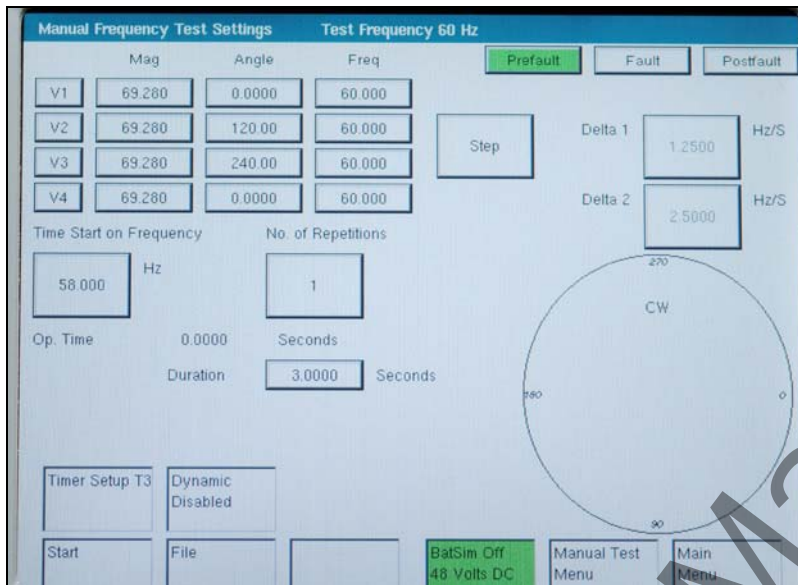 Manual Frequency Test Settings Test Frequency 60 Hz
Mag Angle Freq Prefault Fault Postfault
V1 69.280 0.0000 60.000
V2 69.280 120.00 60.000
V3 69.280 240.00 60.000
V4 69.280 0.0000 60.000
Step Delta 1 1.2500 Hz/S
Delta 2 2.5000 Hz/S
Time Start on Frequency No. of Repetitions
58.000 Hz 1
Op. Time 0.0000 Seconds
Duration 3.0000 Seconds
270
CW
180 0
90
Timer Setup T3 Dynamic
Disabled
Start File BatSim Off
48 Volts DC Manual Test
Menu Main
Menu